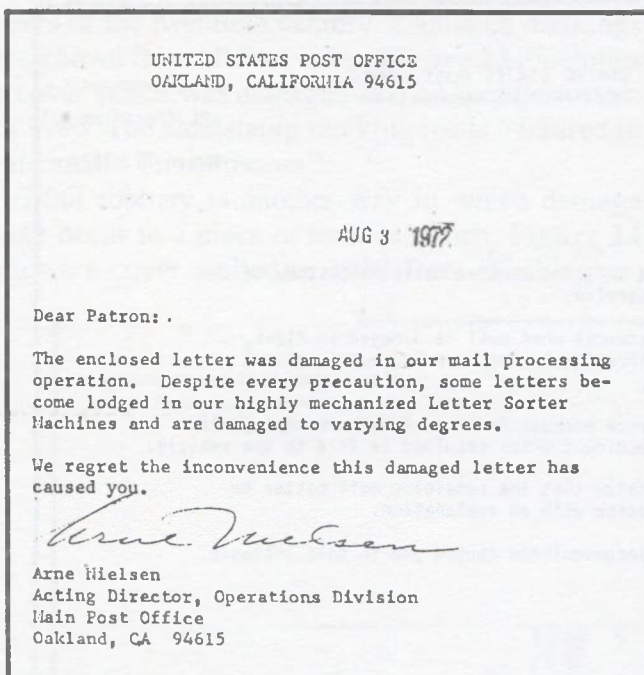 UNITED STATES POST OFFICE
OAKLAND, CALIFORNIA 94615
AUG 3 1977
Dear Patron:
The enclosed letter was damaged in our mail processing
operation. Despite every precaution, some letters be-
come lodged in our highly mechanized Letter Sorter
Machines and are damaged to varying degrees.
We regret the inconvenience this damaged letter has
caused you.
Arne Nielsen
Arne Nielsen
Acting Director, Operations Division
Main Post Office
Oakland, CA 94615